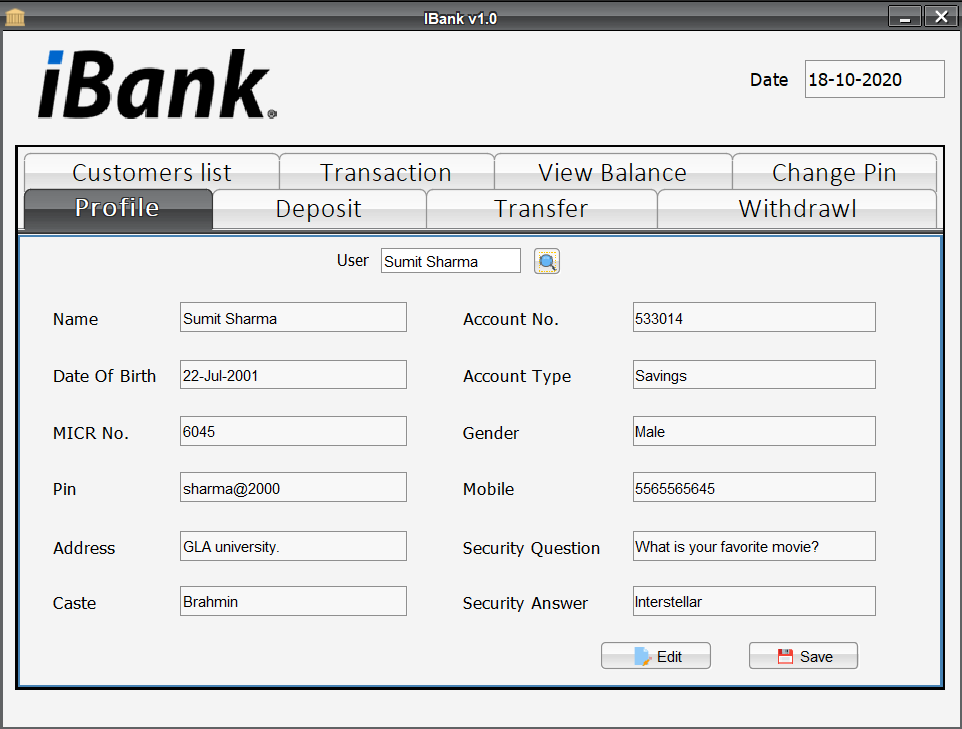 IBank v1.0
iBank®
Date 18-10-2020
Customers list Transaction View Balance Change Pin
Profile Deposit Transfer Withdrawl
User Sumit Sharma
Name Sumit Sharma Account No. 533014
Date Of Birth 22-Jul-2001 Account Type Savings
MICR No. 6045 Gender Male
Pin sharma@2000 Mobile 5565565645
Address GLA university. Security Question What is your favorite movie?
Caste Brahmin Security Answer Interstellar
Edit Save